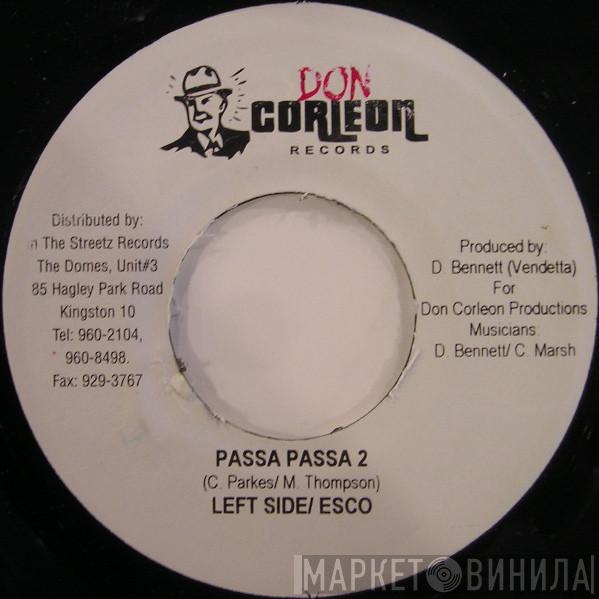 DON
CORLEON
RECORDS
Distributed by:
n The Streetz Records
The Domes, Unit#3
85 Hagley Park Road
Kingston 10
Tel: 960-2104,
960-8498.
Fax: 929-3767
Produced by:
D. Bennett (Vendetta)
For
Don Corleon Productions
Musicians:
D. Bennett/ C. Marsh
PASSA PASSA 2
(C. Parkes/ M. Thompson)
LEFT SIDE/ ESCO
МАРКЕТ ВИНИЛА